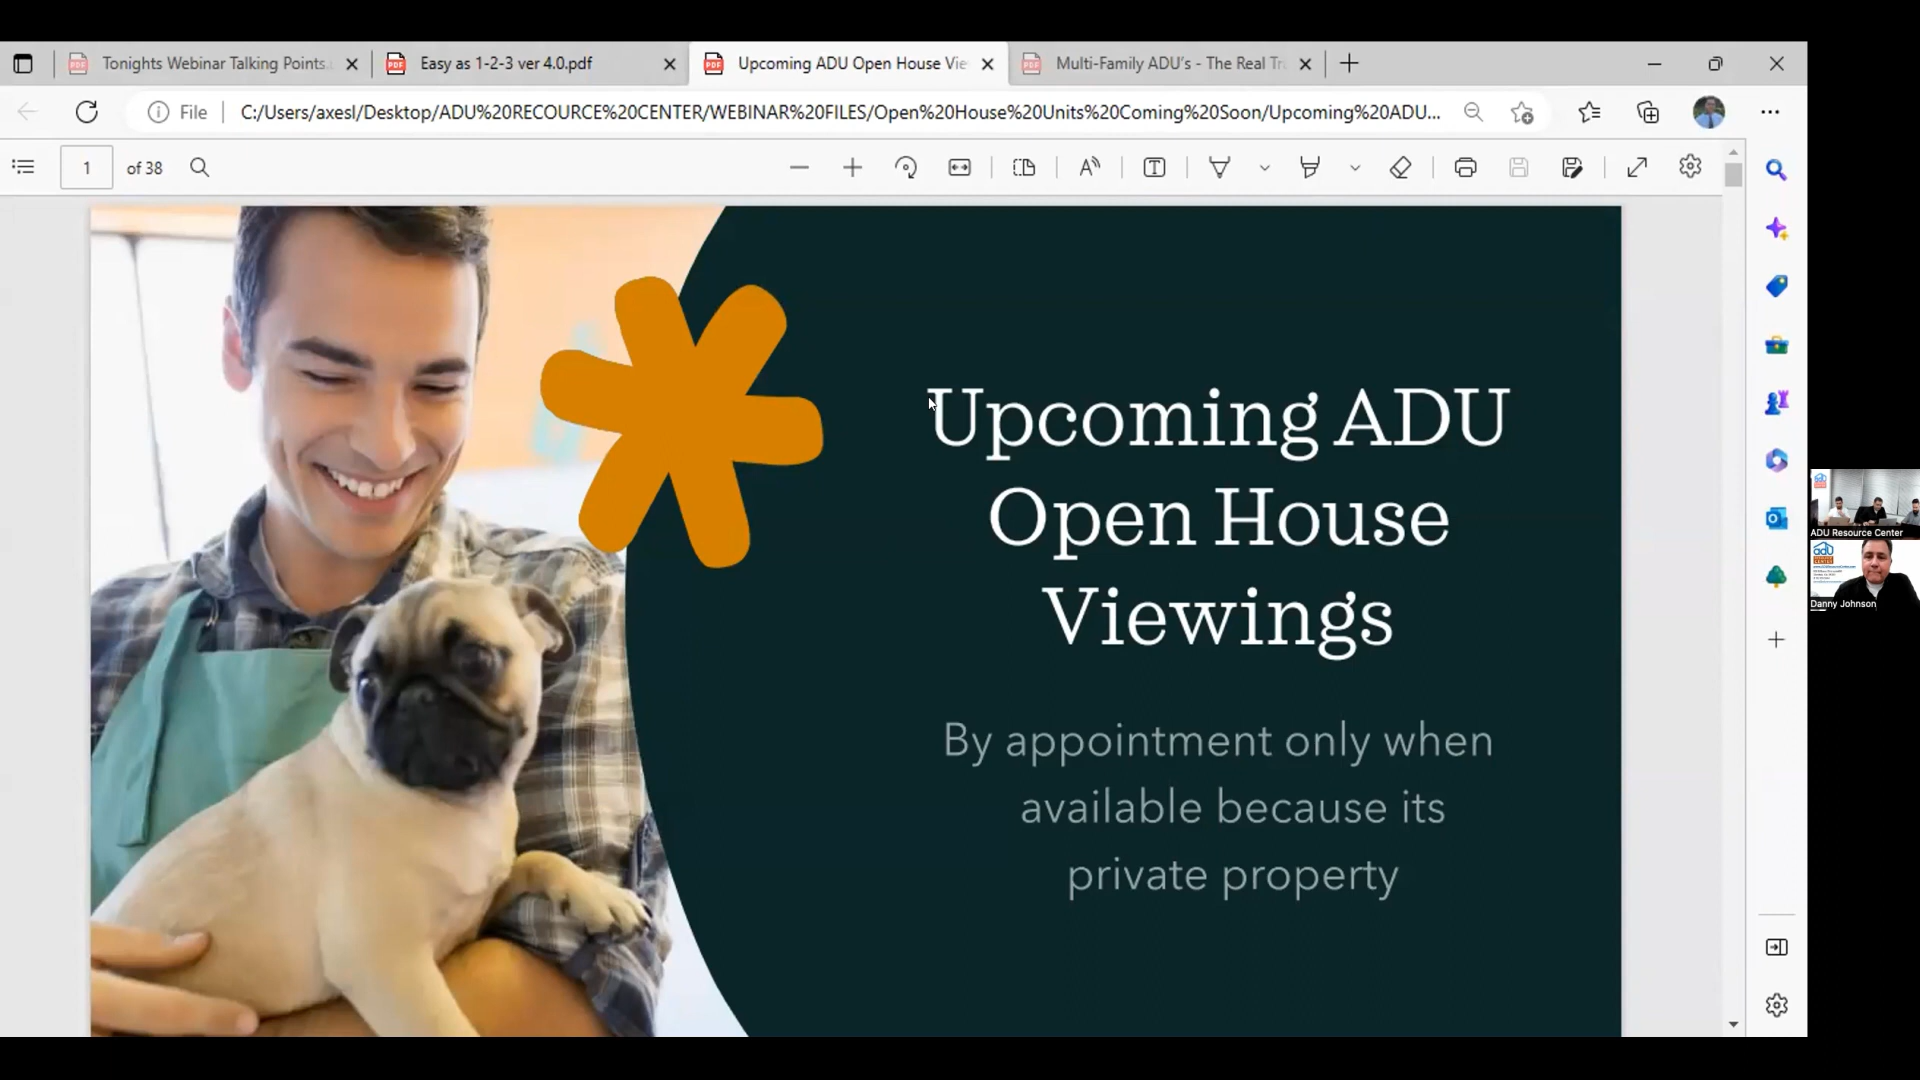 Tonights Webinar Talking Points.
Easy as 1-2-3 ver 4.0.pdf
Upcoming ADU Open House Vie
Multi-Family ADU's - The Real Tr
File
C:/Users/axesl/Desktop/ADU%20RECOURCE%20CENTER/WEBINAR%20FILES/Open%20House%20Units%20Coming%20Soon/Upcoming%20ADU...
1 of 38
Upcoming ADU
Open House
Viewings
By appointment only when
available because its
private property
ADU Resource Center
adU
Danny Johnson